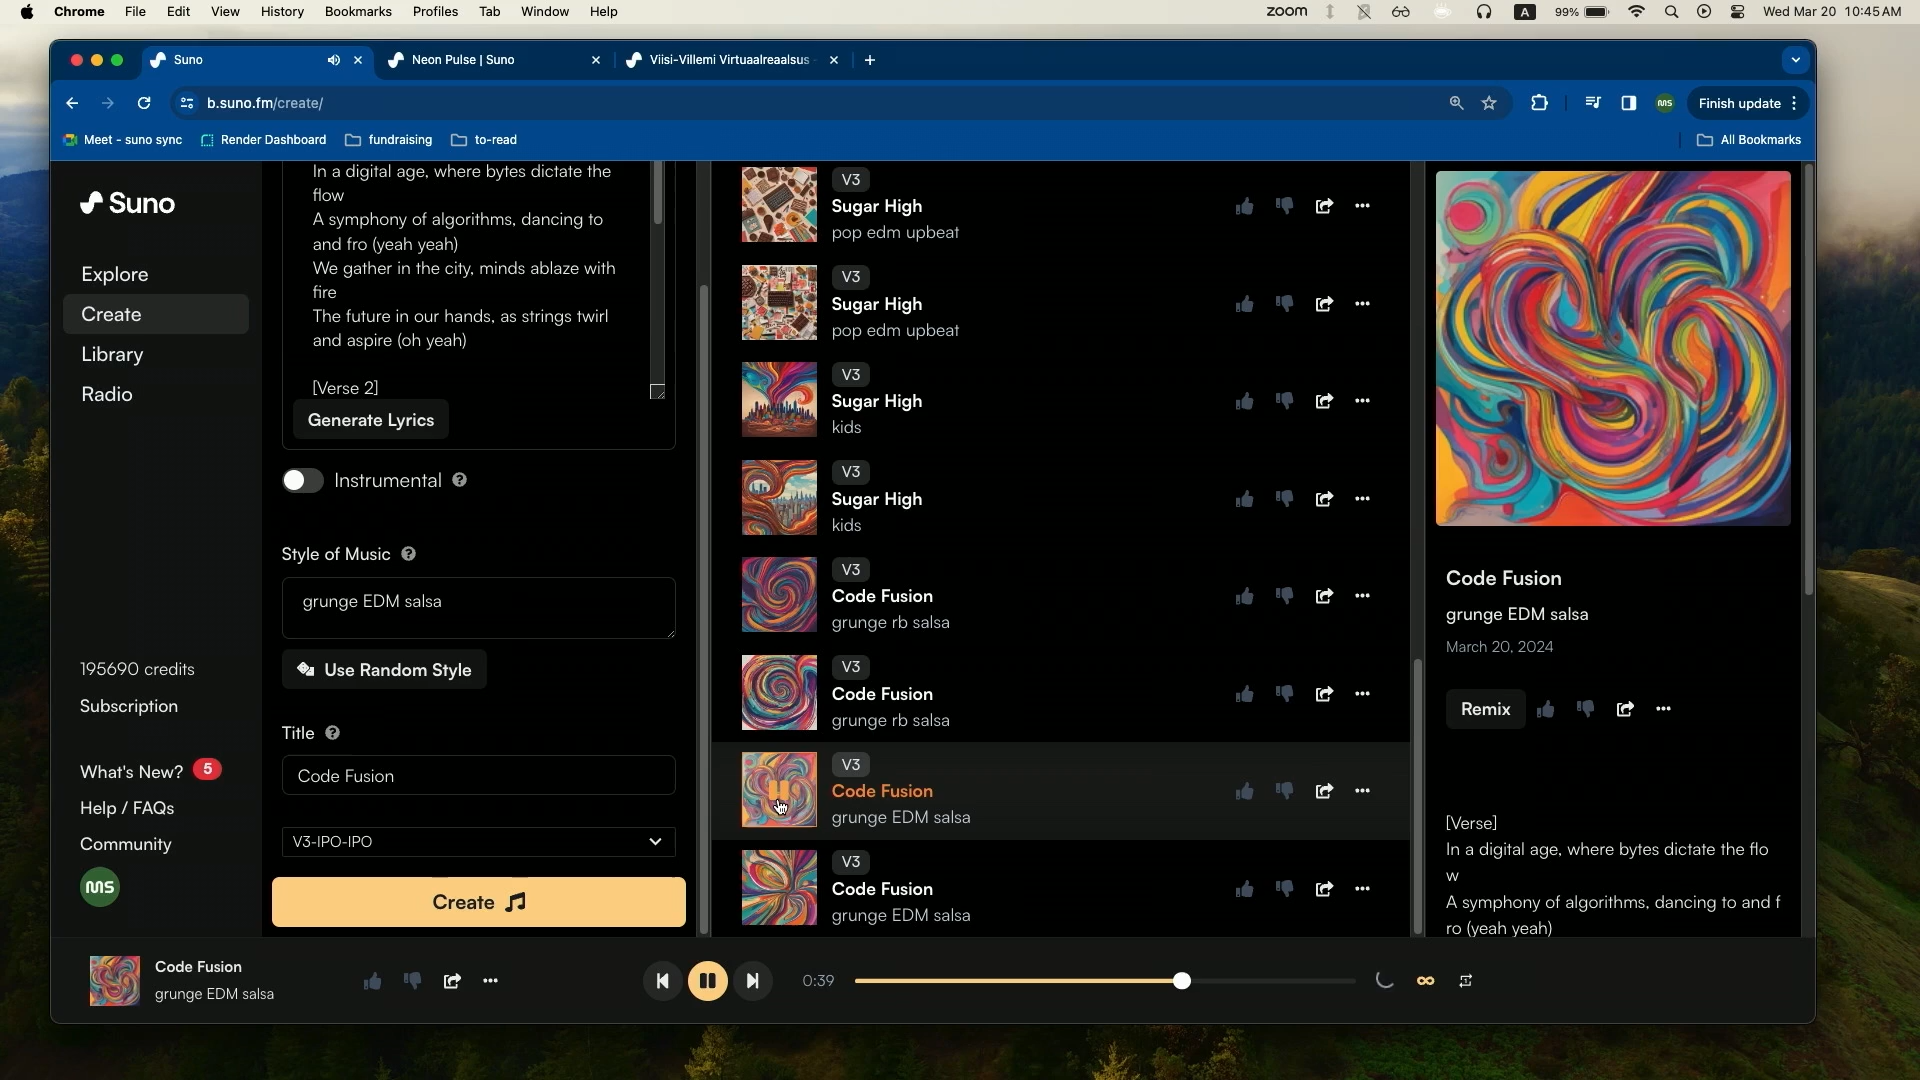 Chrome File Edit View History Bookmarks Profiles Tab Window Help
zoom A 99% Wed Mar 20 10:45 AM
Suno
Neon Pulse | Suno
Viisi-Villemi Virtuaalreaalsus
b.suno.fm/create/
MS
Finish update
Meet - suno sync
Render Dashboard
fundraising
to-read
All Bookmarks
Suno
Explore
Create
Library
Radio
195690 credits
Subscription
What's New? 5
Help / FAQs
Community
MS
In a digital age, where bytes dictate the
flow
A symphony of algorithms, dancing to
and fro (yeah yeah)
We gather in the city, minds ablaze with
fire
The future in our hands, as strings twirl
and aspire (oh yeah)
[Verse 2]
Generate Lyrics
Instrumental ?
Style of Music ?
grunge EDM salsa
Use Random Style
Title ?
Code Fusion
V3-IPO-IPO
Create
V3
Sugar High
pop edm upbeat
V3
Sugar High
pop edm upbeat
V3
Sugar High
kids
V3
Sugar High
kids
V3
Code Fusion
grunge rb salsa
V3
Code Fusion
grunge rb salsa
V3
Code Fusion
grunge EDM salsa
V3
Code Fusion
grunge EDM salsa
Code Fusion
grunge EDM salsa
March 20, 2024
Remix
[Verse]
In a digital age, where bytes dictate the flo
w
A symphony of algorithms, dancing to and f
ro (yeah yeah)
Code Fusion
grunge EDM salsa
0:39